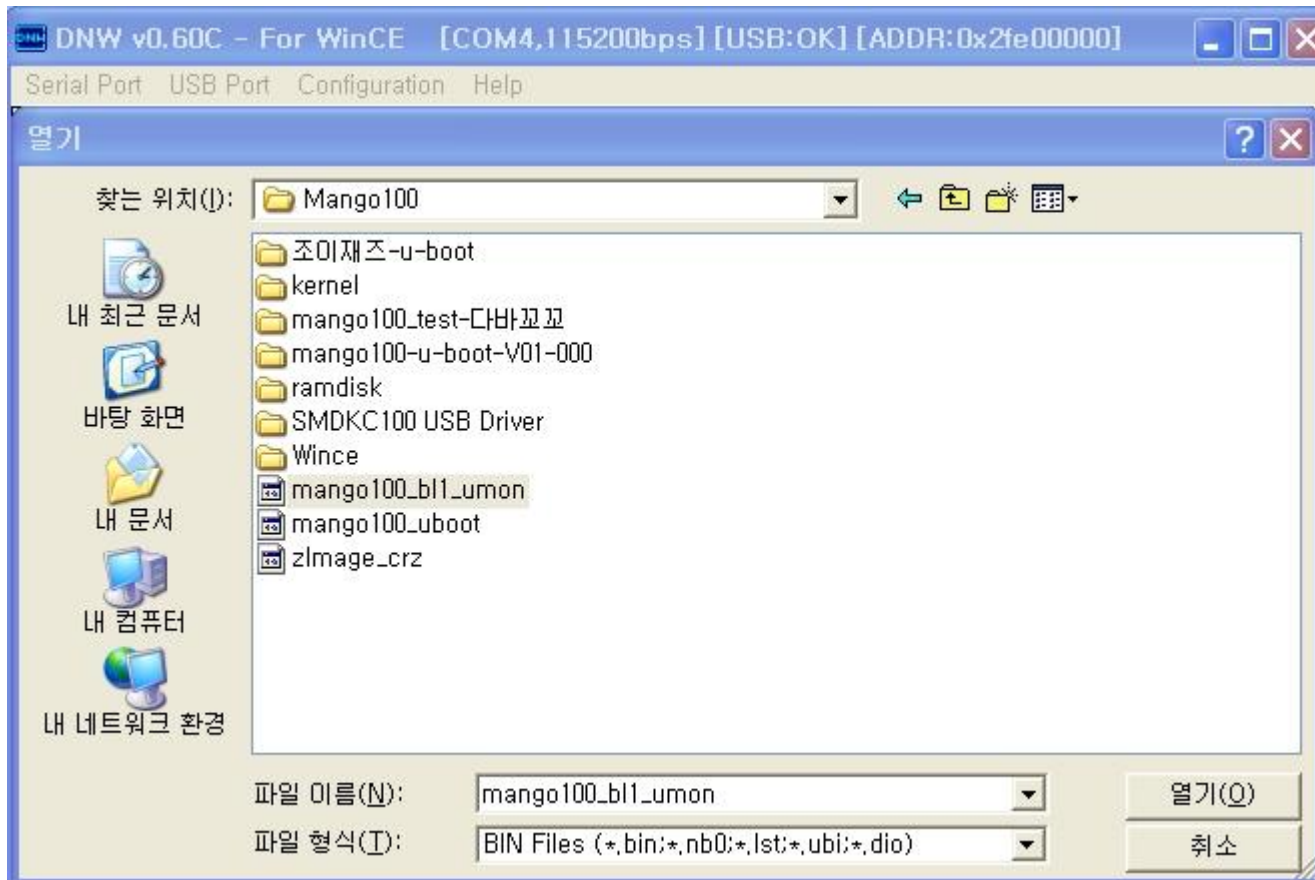 DNW v0.60C - For WinCE [COM4,115200bps] [USB:OK] [ADDR:0x2fe00000]
Serial Port USB Port Configuration Help
열기
찾는 위치(I): Mango100
조이재즈-u-boot
kernel
mango100_test-다바꼬꼬
mango100-u-boot-V01-000
ramdisk
SMDKC100 USB Driver
Wince
mango100_bl1_umon
mango100_uboot
zImage_crz
내 최근 문서
바탕 화면
내 문서
내 컴퓨터
내 네트워크 환경
파일 이름(N): mango100_bl1_umon 열기(O)
파일 형식(T): BIN Files (*.bin;*.nb0;*.lst;*.ubi;*.dio) 취소